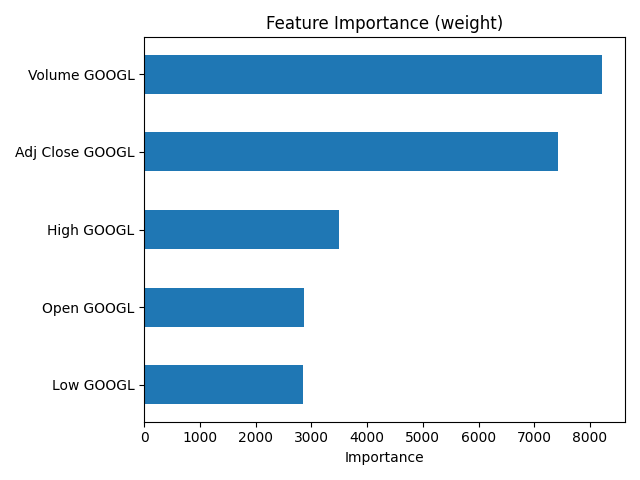 Feature Importance (weight)
Volume GOOGL
Adj Close GOOGL
High GOOGL
Open GOOGL
Low GOOGL
0 1000 2000 3000 4000 5000 6000 7000 8000
Importance